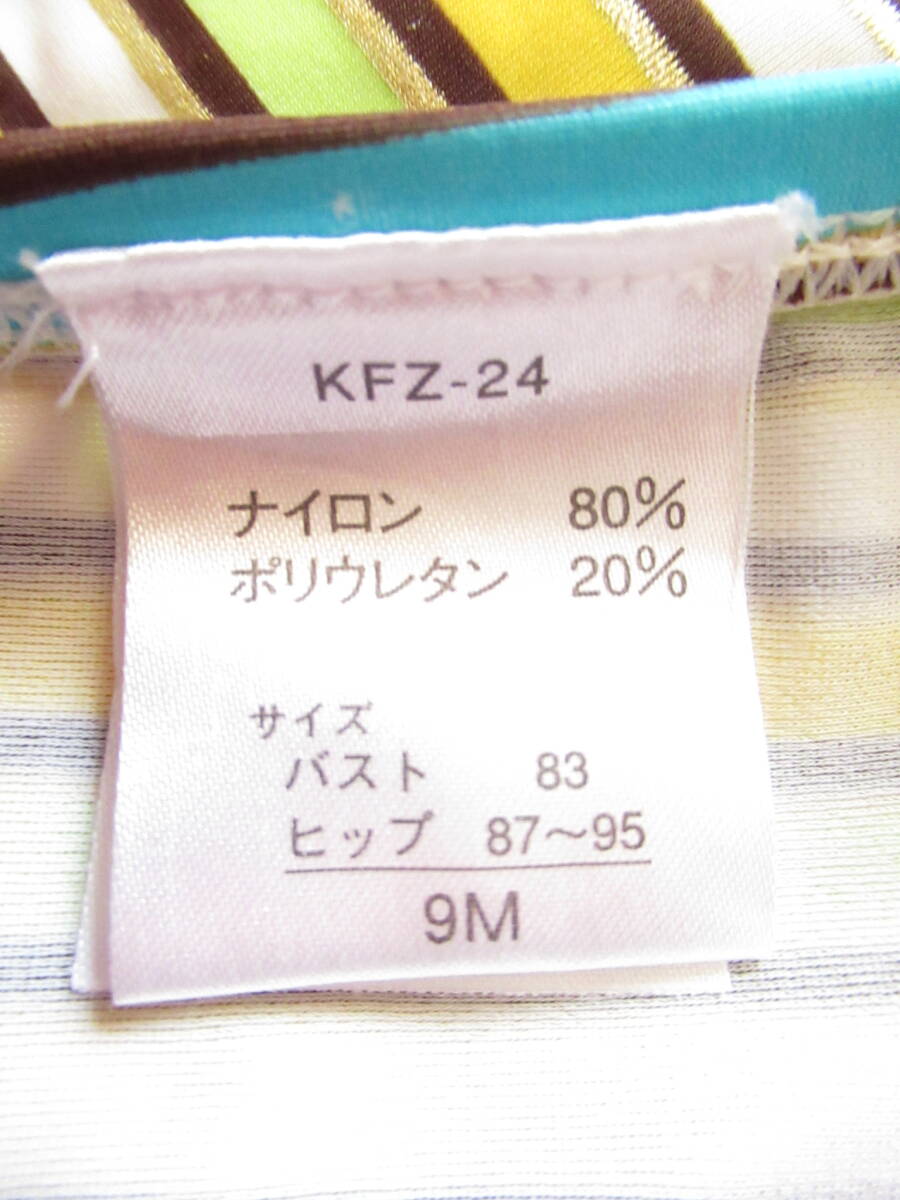 KFZ-24
ナイロン 80%
ポリウレタン 20%
サイズ
バスト 83
ヒップ 87〜95
9M